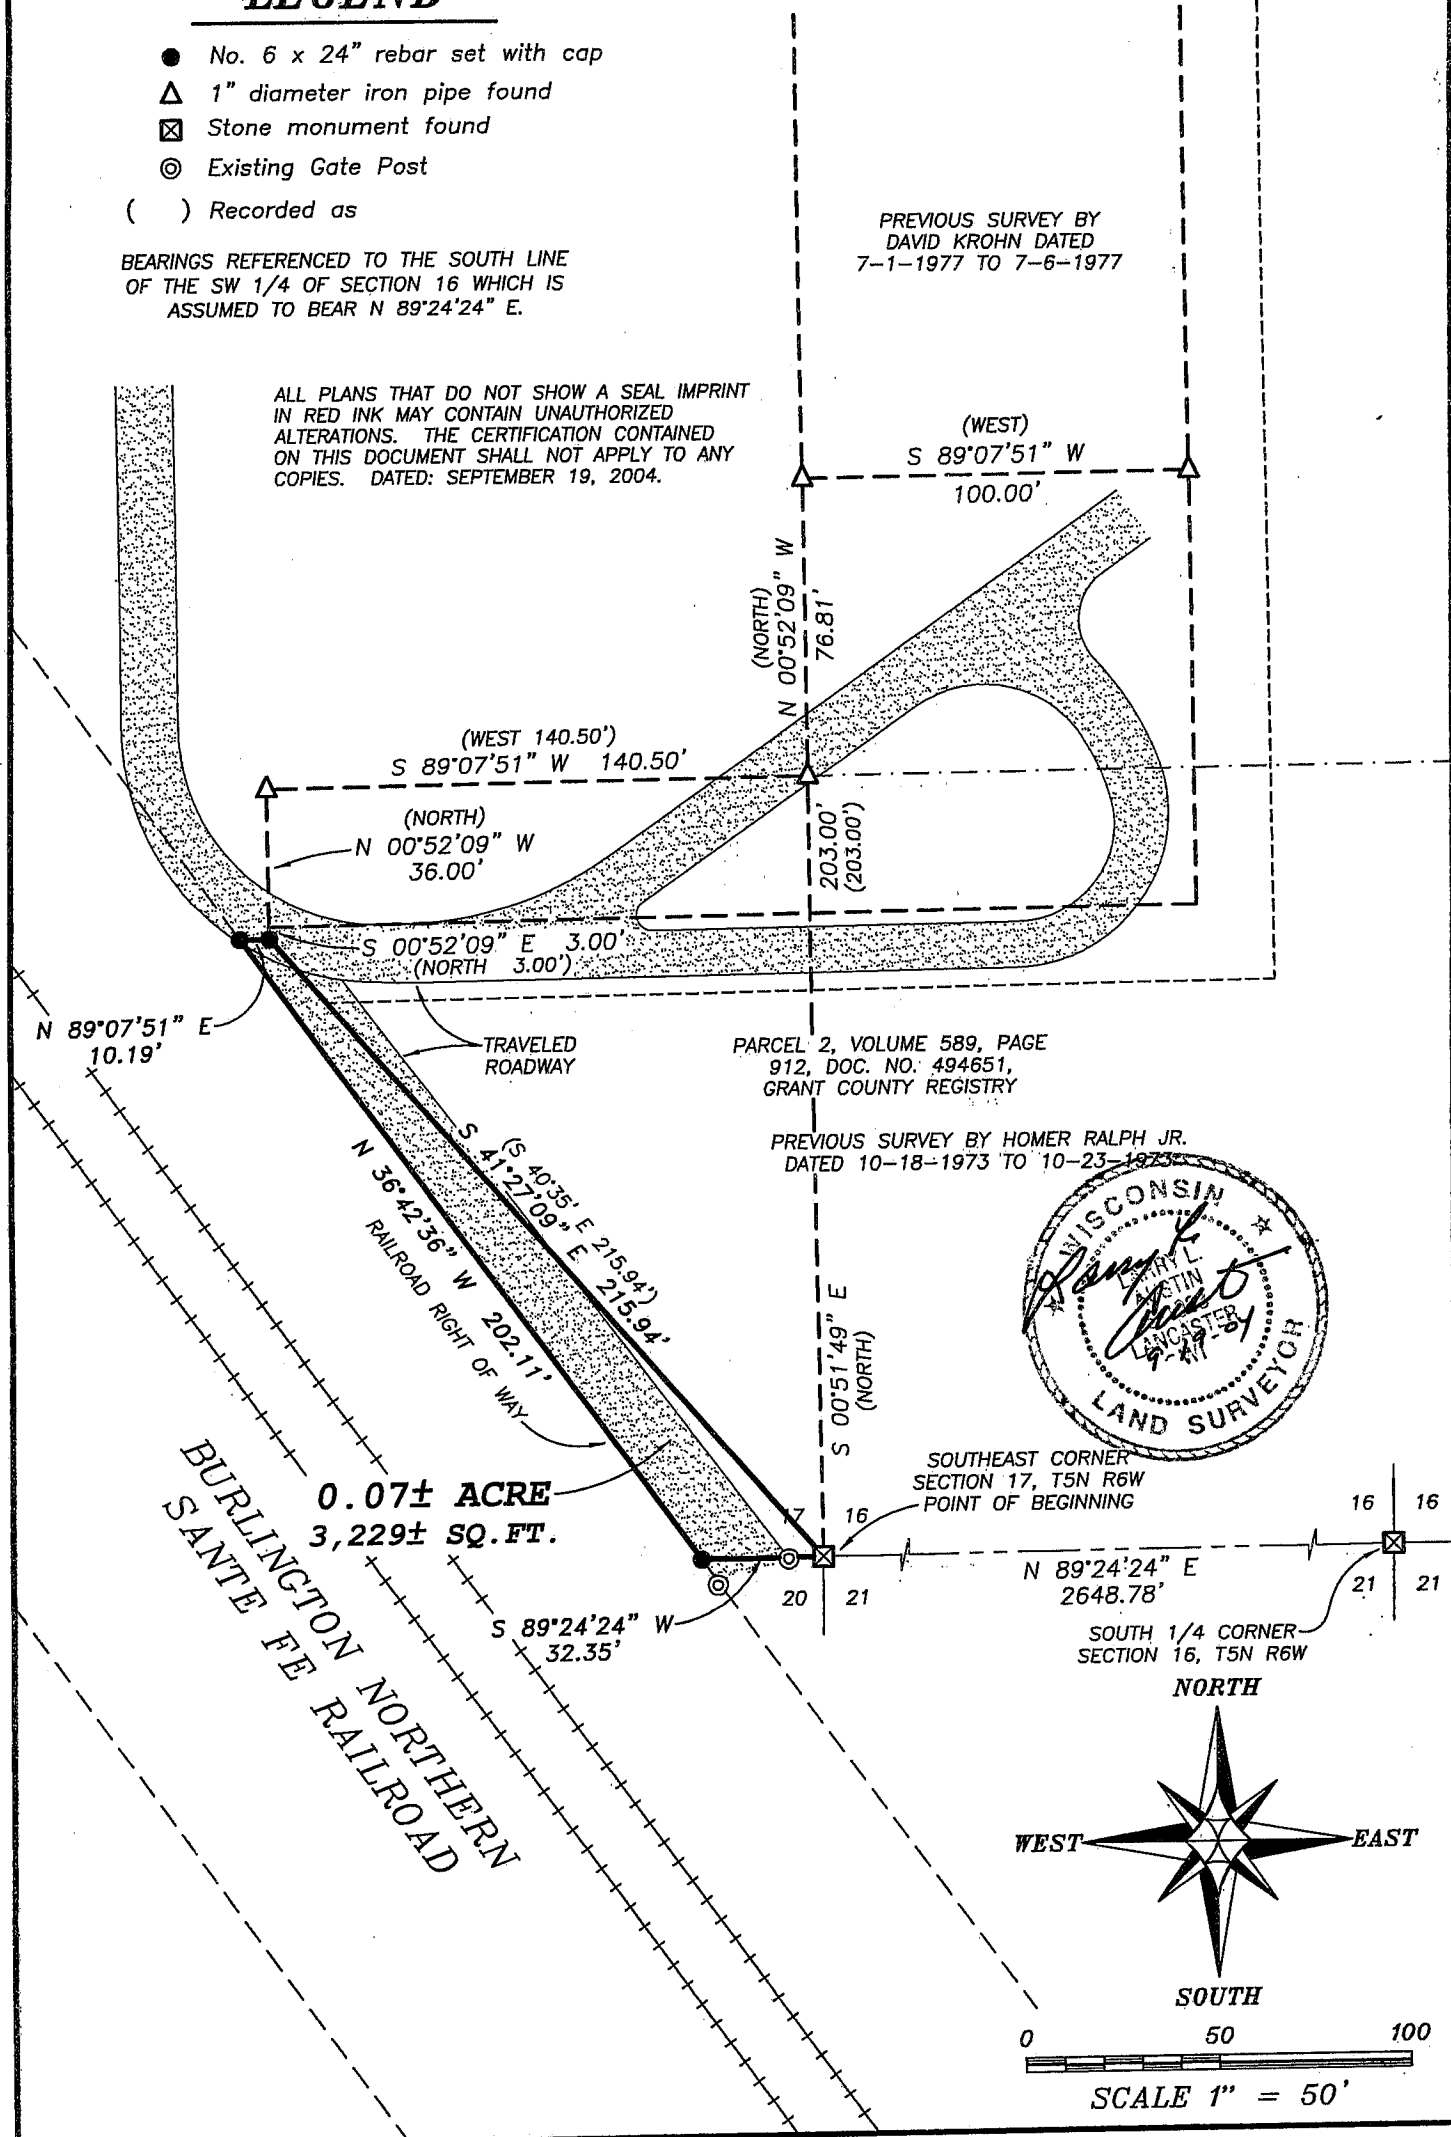 LEGEND
No. 6 x 24" rebar set with cap
1" diameter iron pipe found
Stone monument found
Existing Gate Post
( ) Recorded as
BEARINGS REFERENCED TO THE SOUTH LINE
OF THE SW 1/4 OF SECTION 16 WHICH IS
ASSUMED TO BEAR N 89°24'24" E.
PREVIOUS SURVEY BY
DAVID KROHN DATED
7-1-1977 TO 7-6-1977
ALL PLANS THAT DO NOT SHOW A SEAL IMPRINT
IN RED INK MAY CONTAIN UNAUTHORIZED
ALTERATIONS. THE CERTIFICATION CONTAINED
ON THIS DOCUMENT SHALL NOT APPLY TO ANY
COPIES. DATED: SEPTEMBER 19, 2004.
(WEST)
S 89°07'51" W
100.00'
(NORTH)
N 00°52'09" W
76.81'
(WEST 140.50')
S 89°07'51" W 140.50'
(NORTH)
N 00°52'09" W
36.00'
203.00'
(203.00')
S 00°52'09" E 3.00'
(NORTH 3.00')
N 89°07'51" E
10.19'
TRAVELED
ROADWAY
PARCEL 2, VOLUME 589, PAGE
912, DOC. NO. 494651,
GRANT COUNTY REGISTRY
PREVIOUS SURVEY BY HOMER RALPH JR.
DATED 10-18-1973 TO 10-23-1973
(S 40°35' E 215.94')
S 41°27'09" E 215.94'
N 36°42'36" W 202.11'
RAILROAD RIGHT OF WAY
S 00°51'49" E
(NORTH)
WISCONSIN
LARRY L.
AUSTIN
LANCASTER
9-19-04
LAND SURVEYOR
SOUTHEAST CORNER
SECTION 17, T5N R6W
POINT OF BEGINNING
0.07± ACRE
3,229± SQ.FT.
17 16
20 21
16 16
21 21
N 89°24'24" E
2648.78'
S 89°24'24" W
32.35'
SOUTH 1/4 CORNER
SECTION 16, T5N R6W
BURLINGTON NORTHERN
SANTE FE RAILROAD
NORTH
WEST EAST
SOUTH
0 50 100
SCALE 1" = 50'